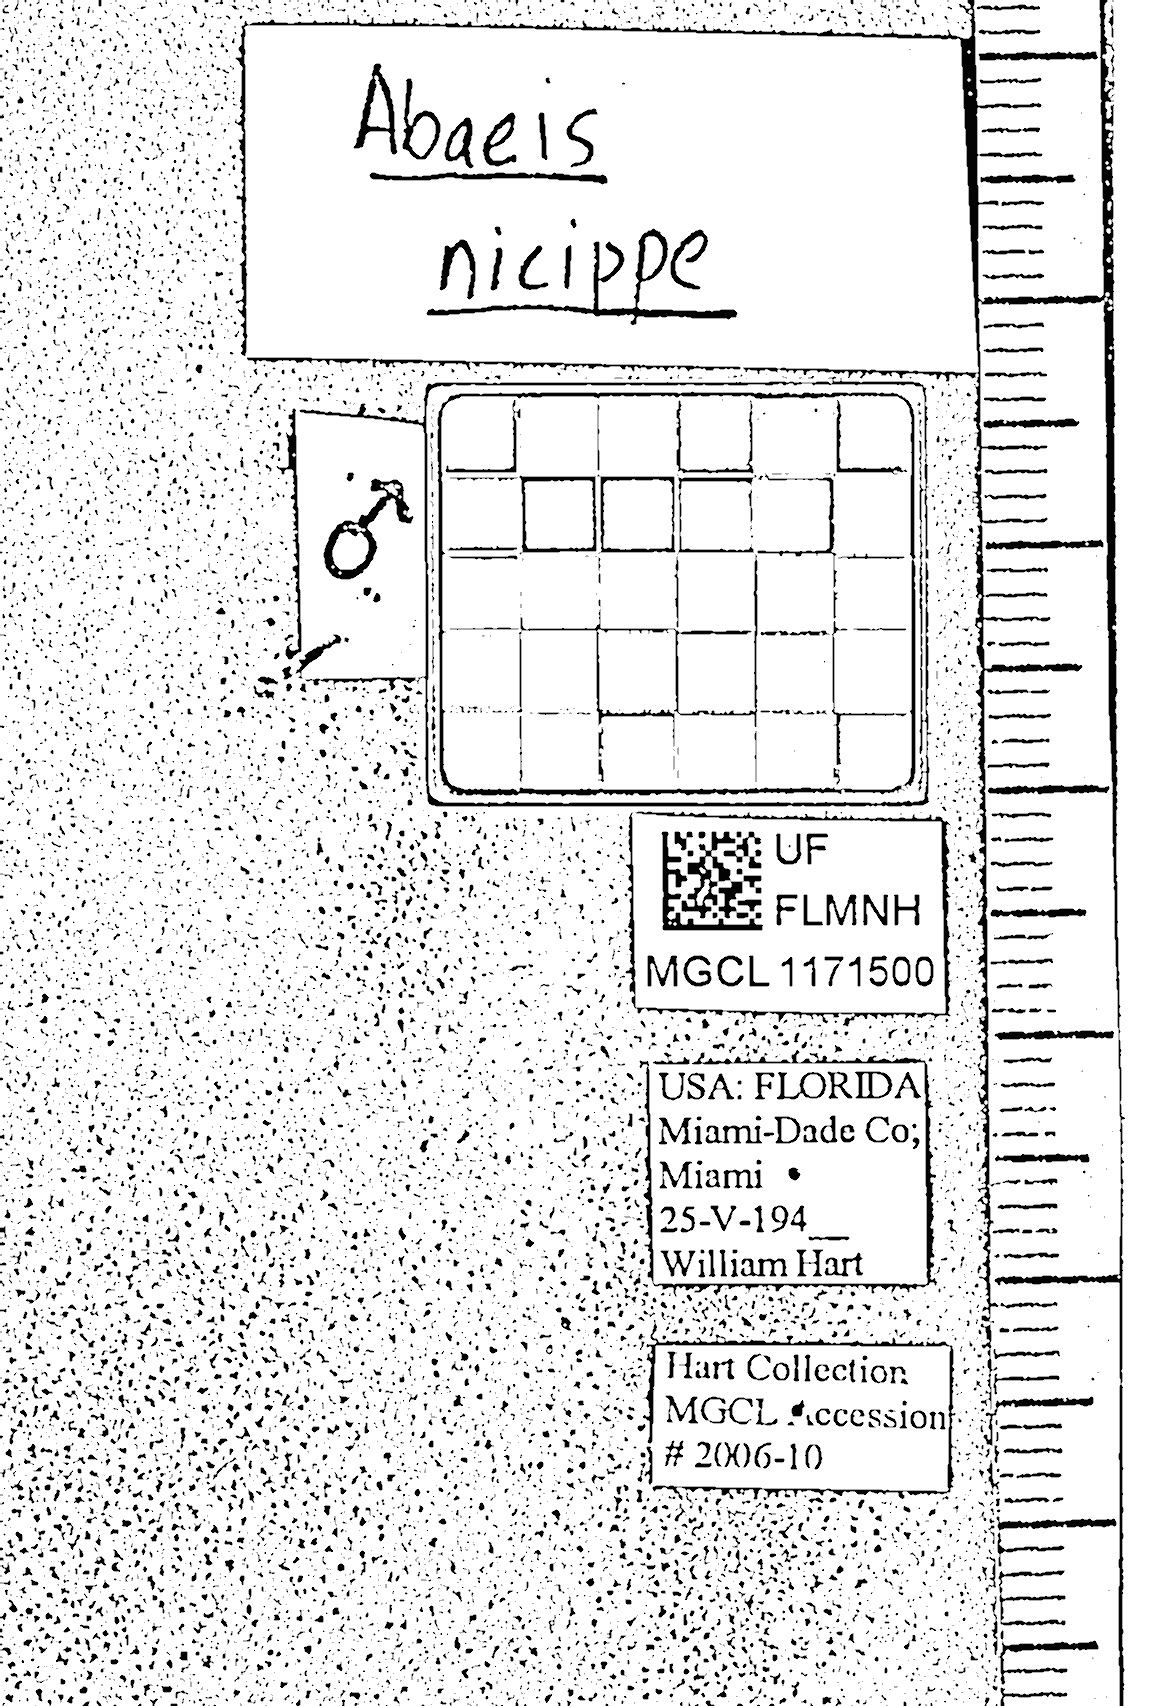 Abaeis
nicippe
♂
UF
FLMNH
MGCL 1171500
USA: FLORIDA
Miami-Dade Co;
Miami
25-V-194__
William Hart
Hart Collection
MGCL Accession
# 2006-10